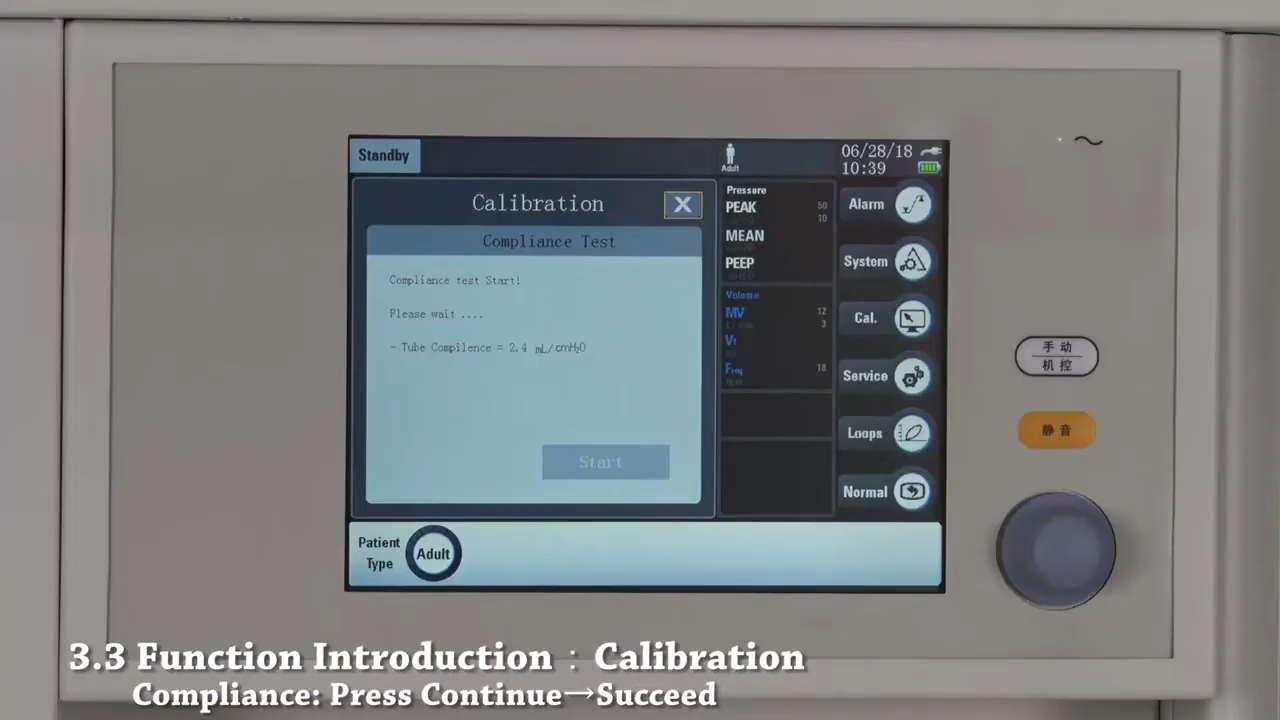 Standby
Adult
06/28/18
10:39
Calibration
X
Compliance Test
Compliance test Start!
Please wait ....
- Tube Compilence = 2.4 mL/cmH₂O
Start
Pressure
PEAK
50
10
MEAN
PEEP
Volume
MV
12
3
Freq
18
Alarm
System
Cal.
Service
Loops
Normal
Patient
Type
Adult
手动
机控
静音
3.3 Function Introduction：Calibration
Compliance: Press Continue→Succeed